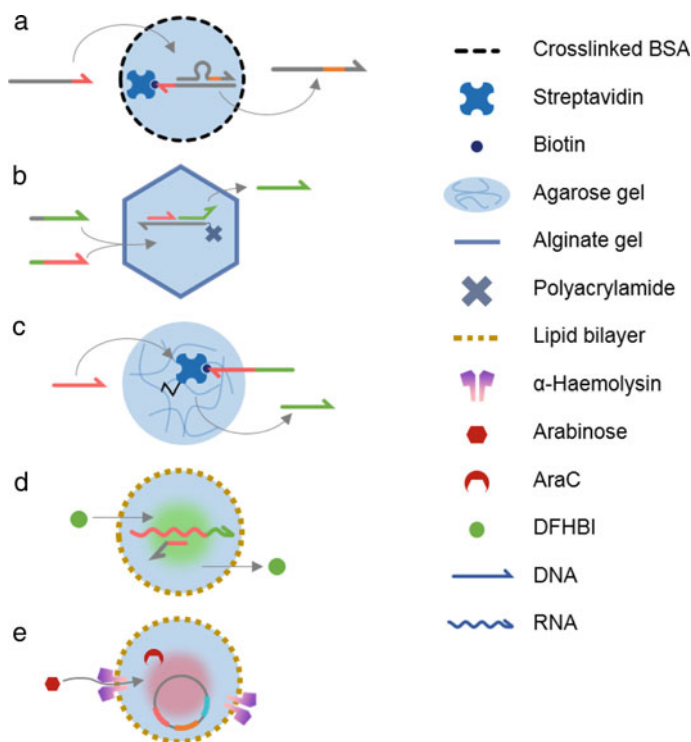 a
Crosslinked BSA
Streptavidin
Biotin
b
Agarose gel
Alginate gel
Polyacrylamide
c
Lipid bilayer
α-Haemolysin
Arabinose
d
AraC
DFHBI
DNA
RNA
e